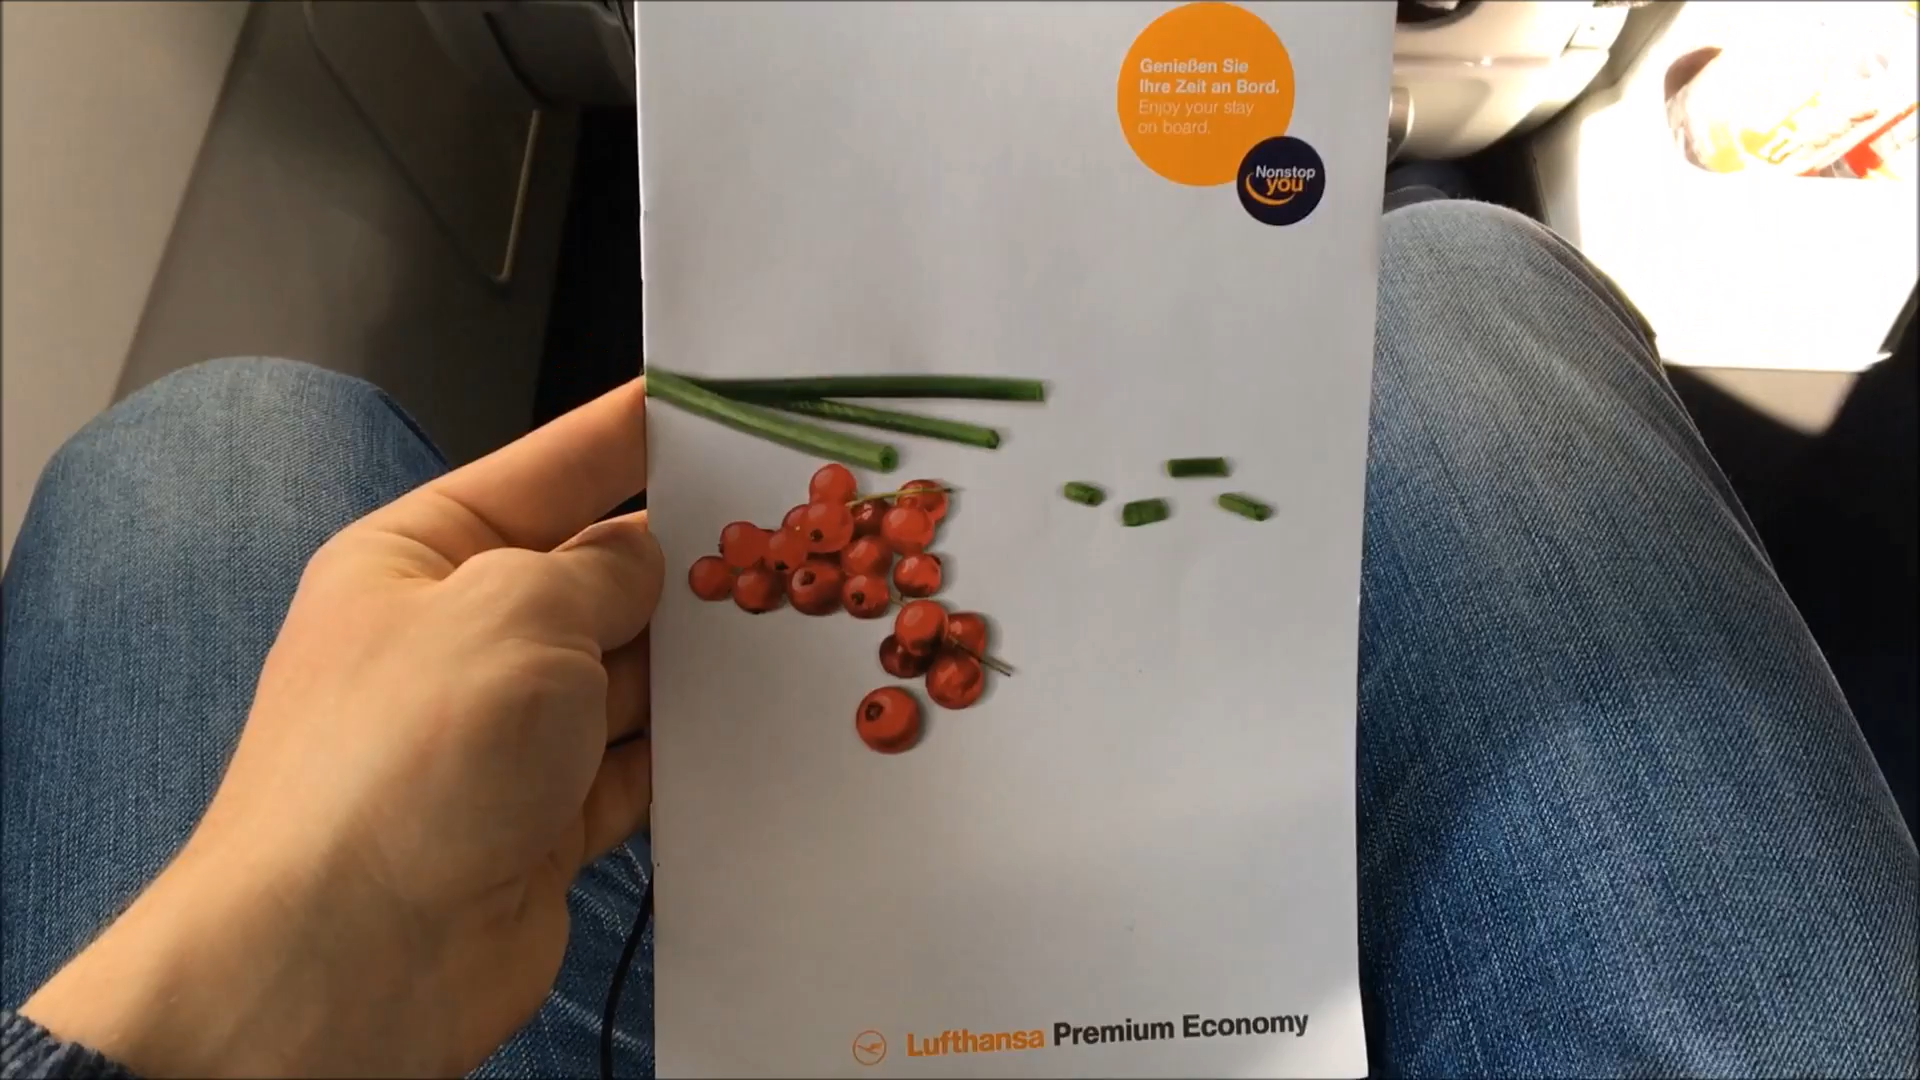 Genießen Sie
Ihre Zeit an Bord.
Enjoy your stay
on board.
Nonstop
you
Lufthansa Premium Economy